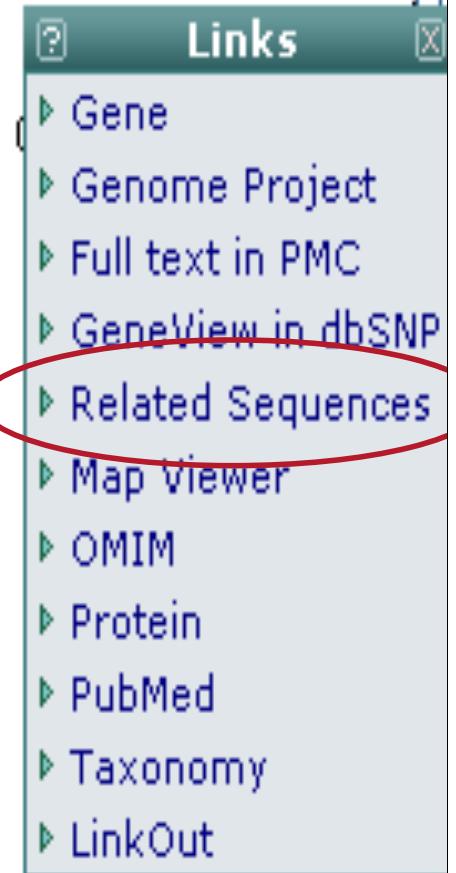 ? Links X
Gene
Genome Project
Full text in PMC
GeneView in dbSNP
Related Sequences
Map Viewer
OMIM
Protein
PubMed
Taxonomy
LinkOut